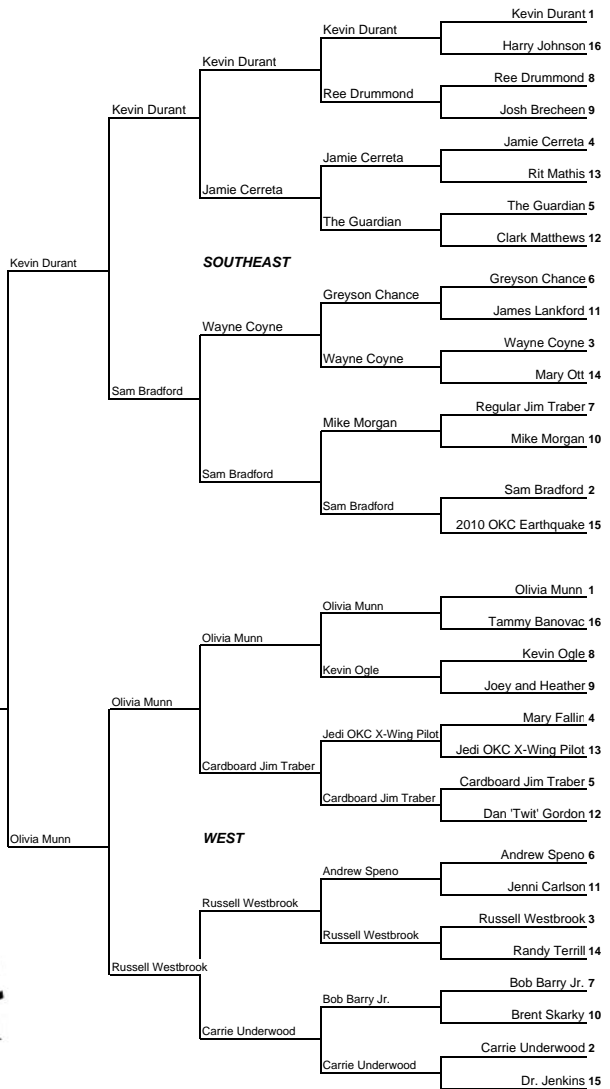 Kevin Durant 1
Kevin Durant
Harry Johnson 16
Kevin Durant
Ree Drummond 8
Ree Drummond
Josh Brecheen 9
Kevin Durant
Jamie Cerreta 4
Jamie Cerreta
Rit Mathis 13
Jamie Cerreta
The Guardian 5
The Guardian
Clark Matthews 12
Kevin Durant
SOUTHEAST
Greyson Chance 6
Greyson Chance
James Lankford 11
Wayne Coyne
Wayne Coyne 3
Wayne Coyne
Mary Ott 14
Sam Bradford
Regular Jim Traber 7
Mike Morgan
Mike Morgan 10
Sam Bradford
Sam Bradford 2
Sam Bradford
2010 OKC Earthquake 15
Olivia Munn 1
Olivia Munn
Tammy Banovac 16
Olivia Munn
Kevin Ogle 8
Kevin Ogle
Joey and Heather 9
Olivia Munn
Mary Fallin 4
Jedi OKC X-Wing Pilot
Jedi OKC X-Wing Pilot 13
Cardboard Jim Traber
Cardboard Jim Traber 5
Cardboard Jim Traber
Dan 'Twit' Gordon 12
Olivia Munn
WEST
Andrew Speno 6
Andrew Speno
Jenni Carlson 11
Russell Westbrook
Russell Westbrook 3
Russell Westbrook
Randy Terrill 14
Russell Westbrook
Bob Barry Jr. 7
Bob Barry Jr.
Brent Skarky 10
Carrie Underwood
Carrie Underwood 2
Carrie Underwood
Dr. Jenkins 15